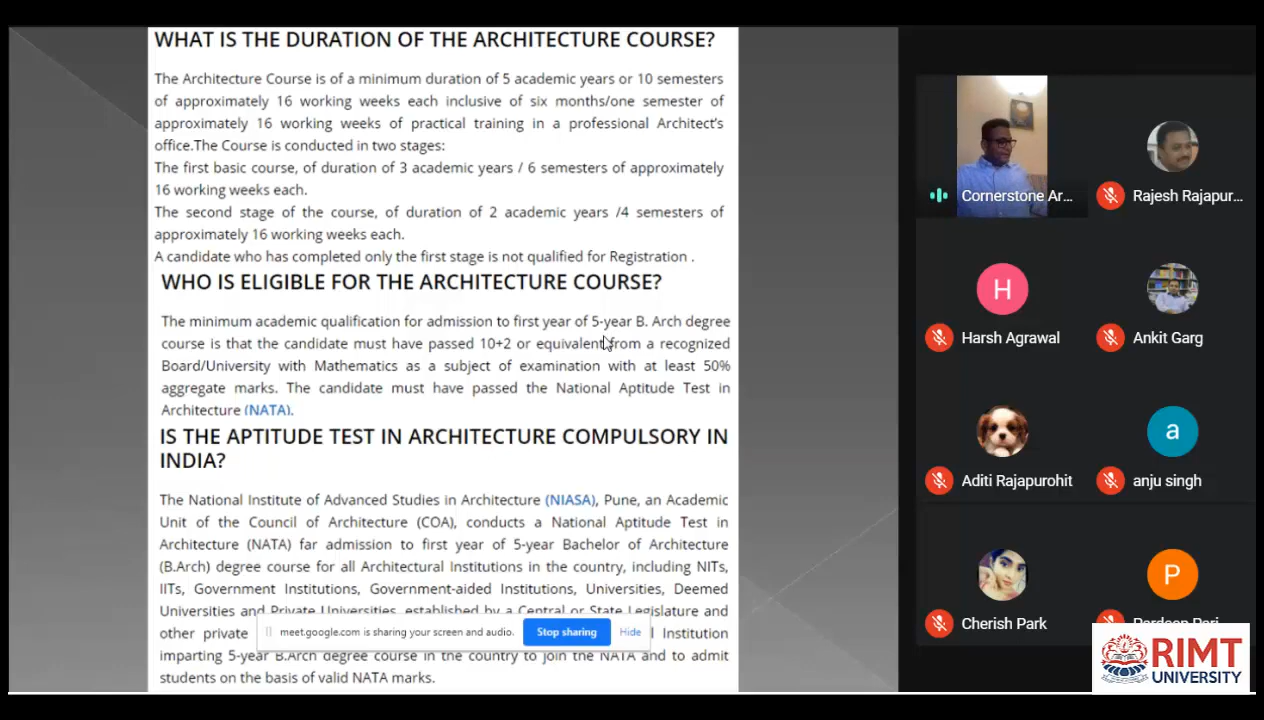 WHAT IS THE DURATION OF THE ARCHITECTURE COURSE?
The Architecture Course is of a minimum duration of 5 academic years or 10 semesters
of approximately 16 working weeks each inclusive of six months/one semester of
approximately 16 working weeks of practical training in a professional Architect's
office.The Course is conducted in two stages:
The first basic course, of duration of 3 academic years / 6 semesters of approximately
16 working weeks each.
The second stage of the course, of duration of 2 academic years /4 semesters of
approximately 16 working weeks each.
A candidate who has completed only the first stage is not qualified for Registration .
WHO IS ELIGIBLE FOR THE ARCHITECTURE COURSE?
The minimum academic qualification for admission to first year of 5-year B. Arch degree
course is that the candidate must have passed 10+2 or equivalent from a recognized
Board/University with Mathematics as a subject of examination with at least 50%
aggregate marks. The candidate must have passed the National Aptitude Test in
Architecture (NATA).
IS THE APTITUDE TEST IN ARCHITECTURE COMPULSORY IN
INDIA?
The National Institute of Advanced Studies in Architecture (NIASA), Pune, an Academic
Unit of the Council of Architecture (COA), conducts a National Aptitude Test in
Architecture (NATA) far admission to first year of 5-year Bachelor of Architecture
(B.Arch) degree course for all Architectural Institutions in the country, including NITs,
IITs, Government Institutions, Government-aided Institutions, Universities, Deemed
Universities and Private Universities, established by a Central or State Legislature and
other private Institution
imparting 5-year B.Arch degree course in the country to join the NATA and to admit
students on the basis of valid NATA marks.
meet.google.com is sharing your screen and audio.
Stop sharing
Hide
Cornerstone Ar...
Rajesh Rajapur...
H
Harsh Agrawal
Ankit Garg
Aditi Rajapurohit
a
anju singh
Cherish Park
P
RIMT
UNIVERSITY